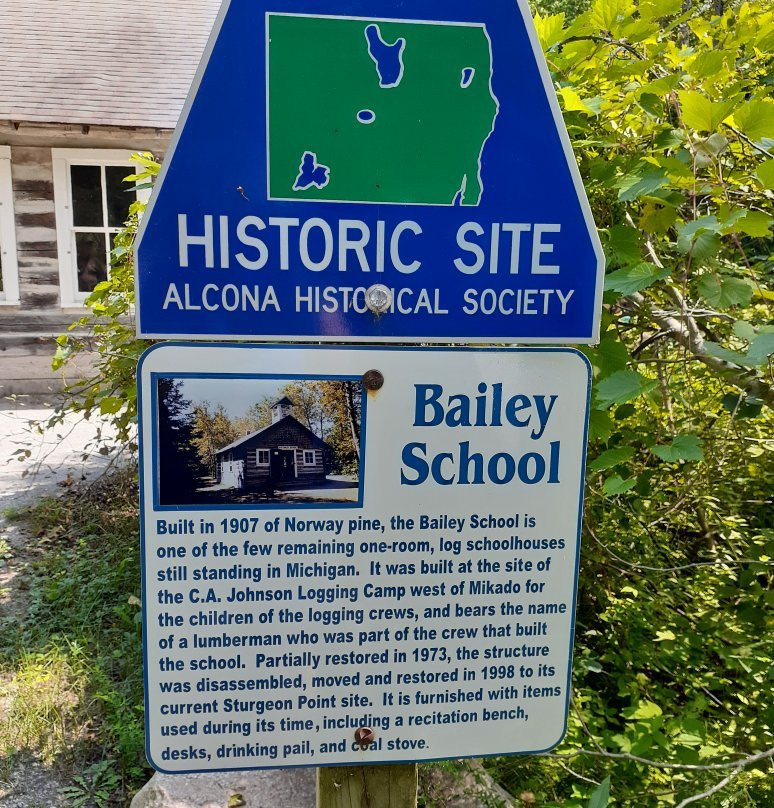 HISTORIC SITE
ALCONA HISTORICAL SOCIETY
Bailey
School
Built in 1907 of Norway pine, the Bailey School is
one of the few remaining one-room, log schoolhouses
still standing in Michigan. It was built at the site of
the C.A. Johnson Logging Camp west of Mikado for
the children of the logging crews, and bears the name
of a lumberman who was part of the crew that built
the school. Partially restored in 1973, the structure
was disassembled, moved and restored in 1998 to its
current Sturgeon Point site. It is furnished with items
used during its time, including a recitation bench,
desks, drinking pail, and coal stove.